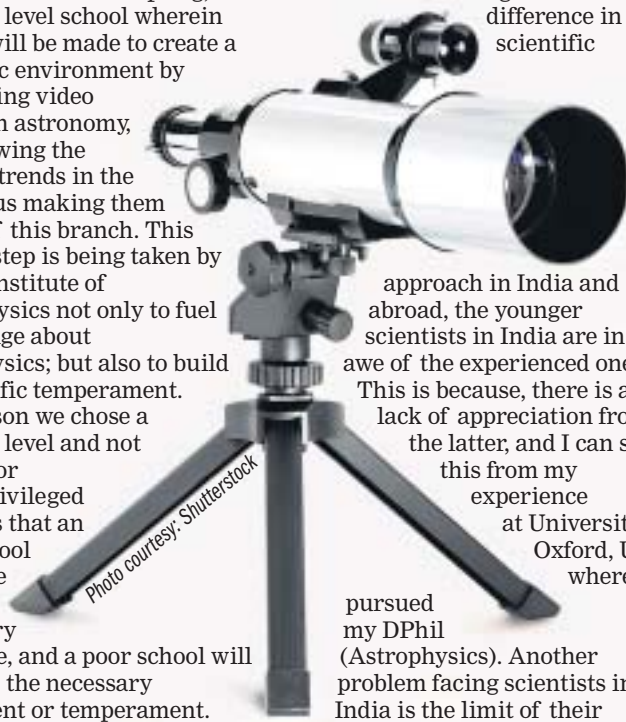 level school wherein
will be made to create a
environment by
ing video
astronomy,
wing the
trends in the
us making them
this branch. This
step is being taken by
nstitute of
ysics not only to fuel
ge about
ysics; but also to build
fic temperament.
son we chose a
level and not
or
ivileged
s that an
ool
e
ry
e, and a poor school will
the necessary
ent or temperament.
Photo courtesy: Shutterstock
difference in
scientific
approach in India and
abroad, the younger
scientists in India are in
awe of the experienced one
This is because, there is a
lack of appreciation fro
the latter, and I can s
this from my
experience
at Universit
Oxford, U
where
pursued
my DPhil
(Astrophysics). Another
problem facing scientists in
India is the limit of their